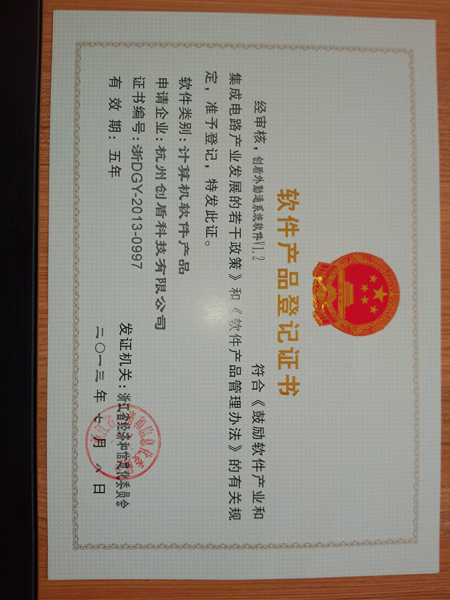 软件产品登记证书
经审核，创盾外勤通系统软件V1.2 符合《鼓励软件产业和
集成电路产业发展的若干政策》和《软件产品管理办法》的有关规
定，准予登记，特发此证。
软件类别：计算机软件产品
申请企业：杭州创盾科技有限公司
证书编号：浙DGY-2013-0997
有 效 期：五年
发证机关：浙江省经济和信息化委员会
二〇一三年 七 月 日